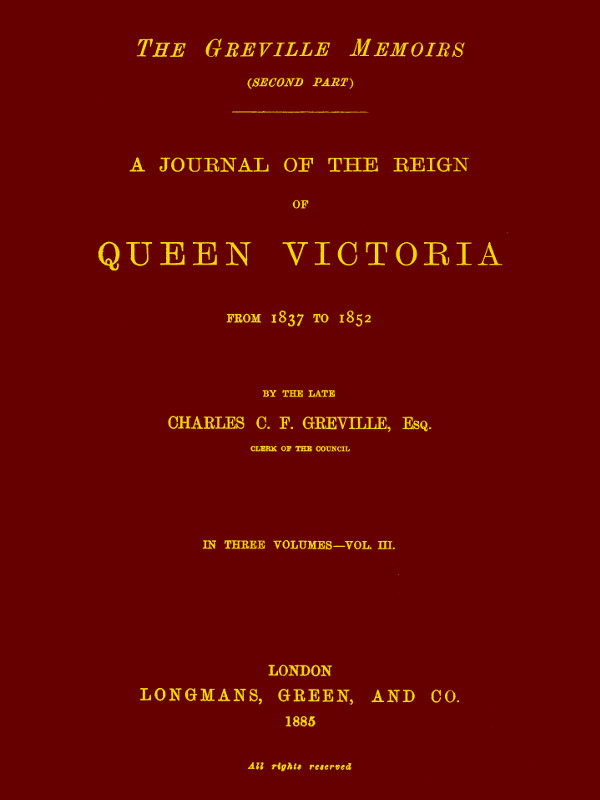 THE GREVILLE MEMOIRS
(SECOND PART)
A JOURNAL OF THE REIGN
OF
QUEEN VICTORIA
FROM 1837 TO 1852
BY THE LATE
CHARLES C. F. GREVILLE, ESQ.
CLERK OF THE COUNCIL
IN THREE VOLUMES—VOL. III.
LONDON
LONGMANS, GREEN, AND CO.
1885
All rights reserved